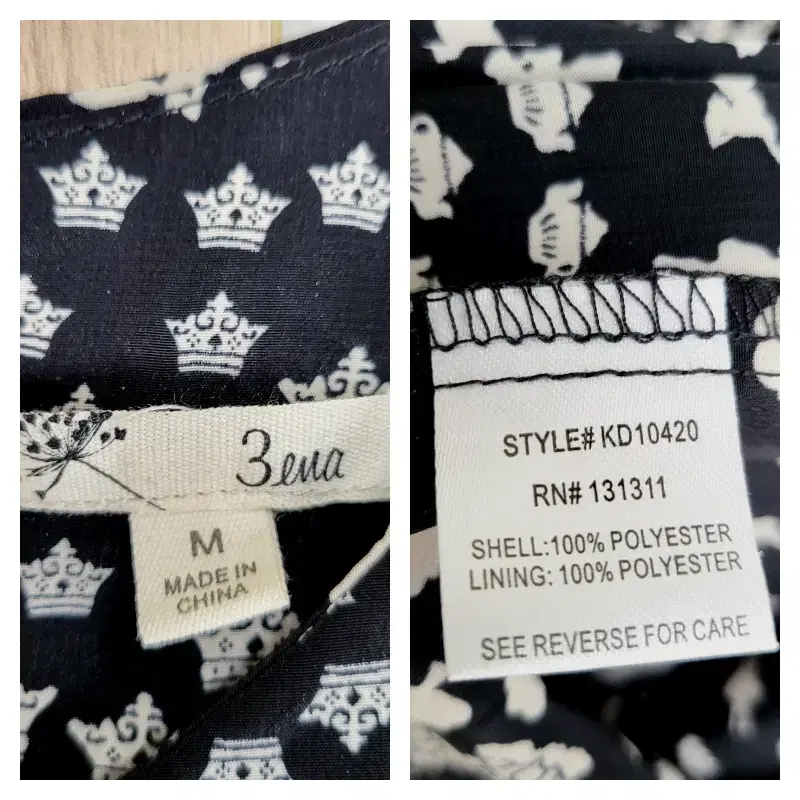 3ena
M
MADE IN
CHINA
STYLE# KD10420
RN# 131311
SHELL:100% POLYESTER
LINING: 100% POLYESTER
SEE REVERSE FOR CARE